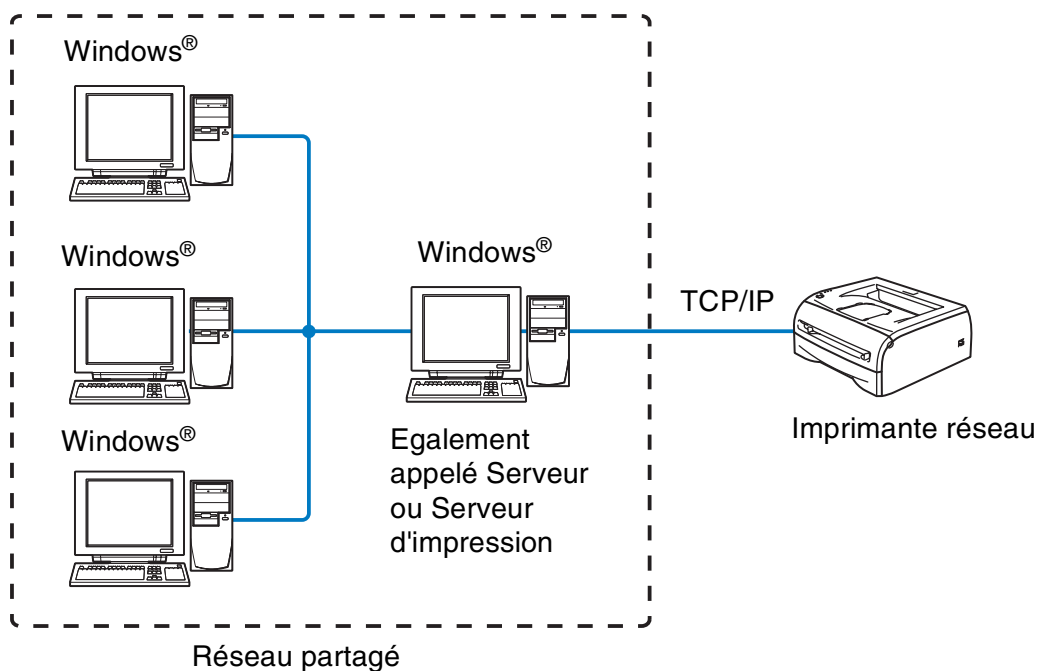 Windows®
Windows®
Windows®
Windows®
Egalement
appelé Serveur
ou Serveur
d'impression
TCP/IP
Imprimante réseau
Réseau partagé